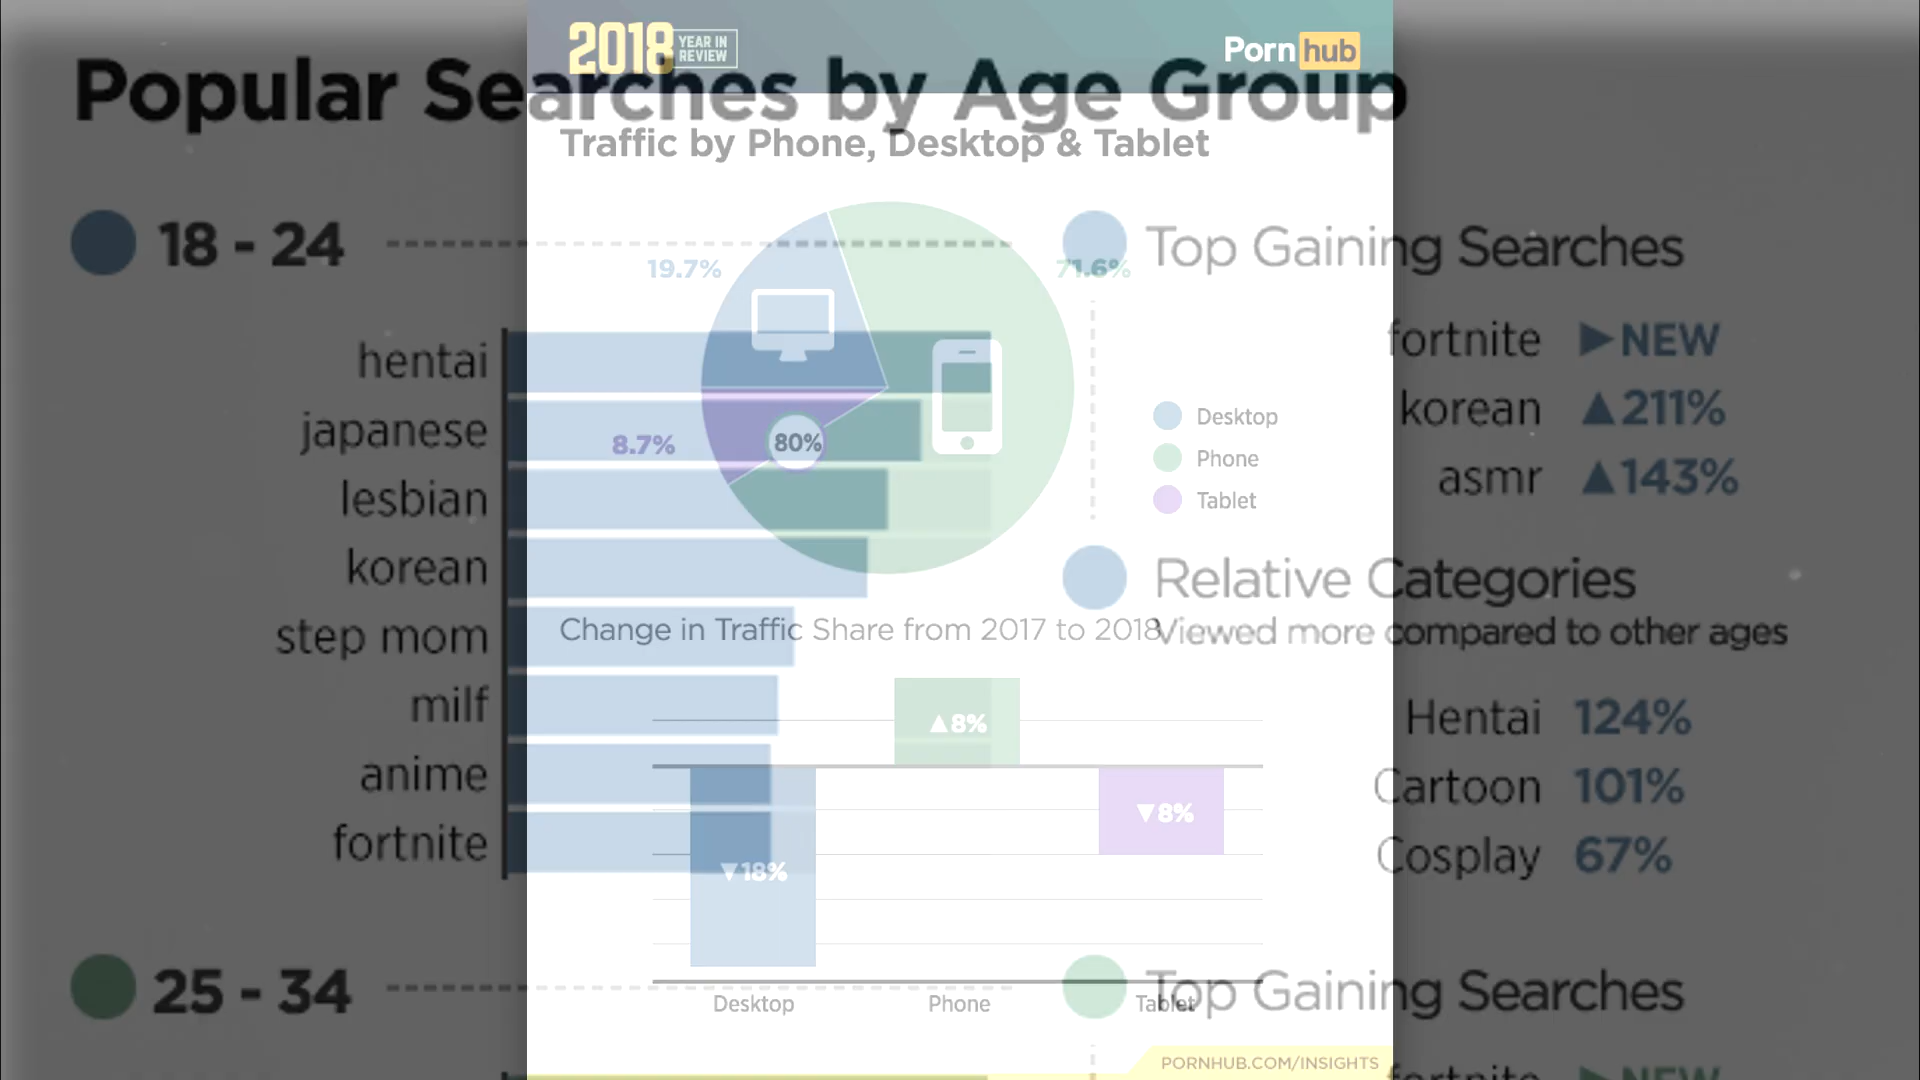 2018 YEAR IN REVIEW
Pornhub
Popular Searches by Age Group
Traffic by Phone, Desktop & Tablet
18 - 24
Top Gaining Searches
19.7%
71.6%
fortnite ▶NEW
korean ▲211%
asmr ▲143%
hentai
japanese
lesbian
korean
step mom
milf
anime
fortnite
8.7%
80%
Desktop
Phone
Tablet
Relative Categories
Viewed more compared to other ages
Hentai 124%
Cartoon 101%
Cosplay 67%
Change in Traffic Share from 2017 to 2018
▲8%
▼8%
▼18%
Desktop
Phone
Tablet
25 - 34
Top Gaining Searches
PORNHUB.COM/INSIGHTS
fortnite ▶NEW